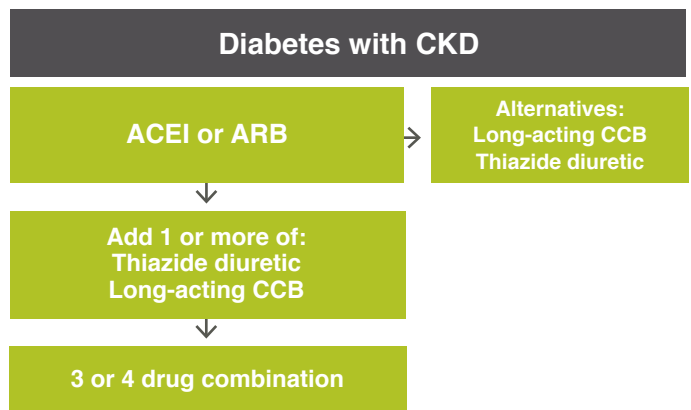 Diabetes with CKD
ACEI or ARB
Alternatives:
Long-acting CCB
Thiazide diuretic
Add 1 or more of:
Thiazide diuretic
Long-acting CCB
3 or 4 drug combination